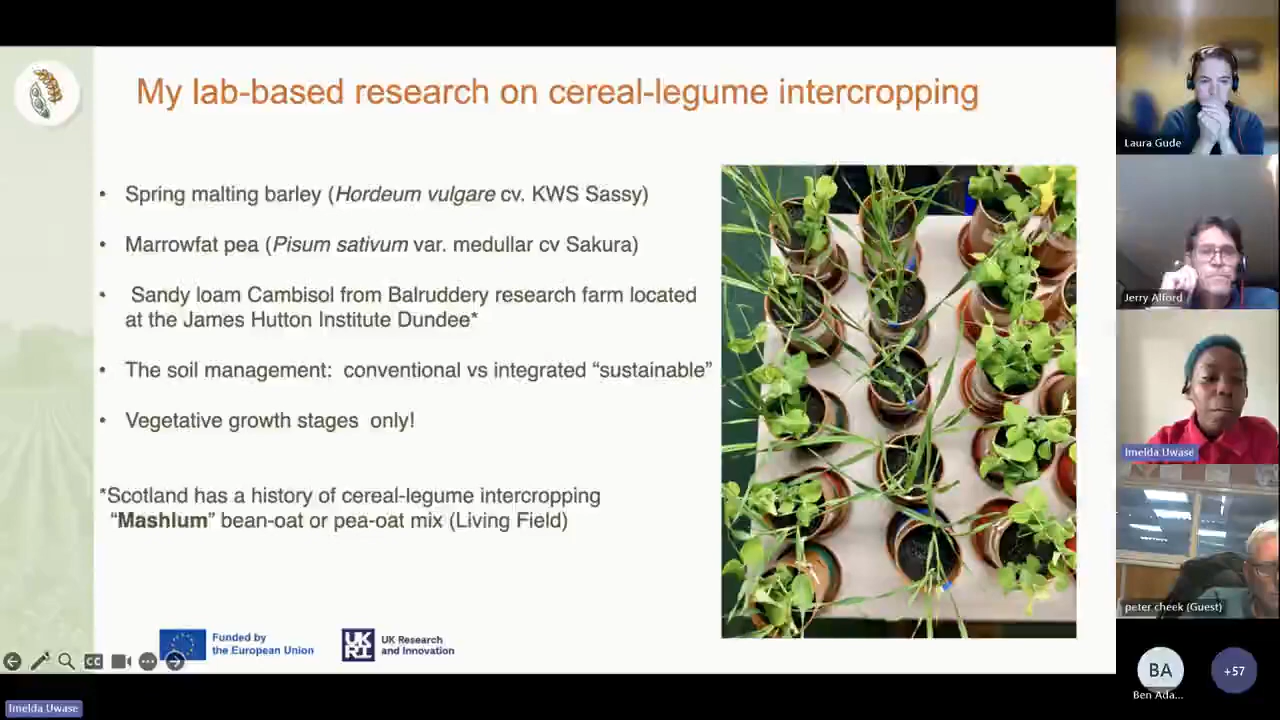 My lab-based research on cereal-legume intercropping
• Spring malting barley (Hordeum vulgare cv. KWS Sassy)
• Marrowfat pea (Pisum sativum var. medullar cv Sakura)
• Sandy loam Cambisol from Balruddery research farm located
at the James Hutton Institute Dundee*
• The soil management: conventional vs integrated “sustainable”
• Vegetative growth stages only!
*Scotland has a history of cereal-legume intercropping
“Mashlum” bean-oat or pea-oat mix (Living Field)
Funded by
the European Union
UK
RI
UK Research
and Innovation
CC
Imelda Uwase
Laura Gude
Jerry Alford
Imelda Uwase
peter cheek (Guest)
BA
Ben Ada...
+57